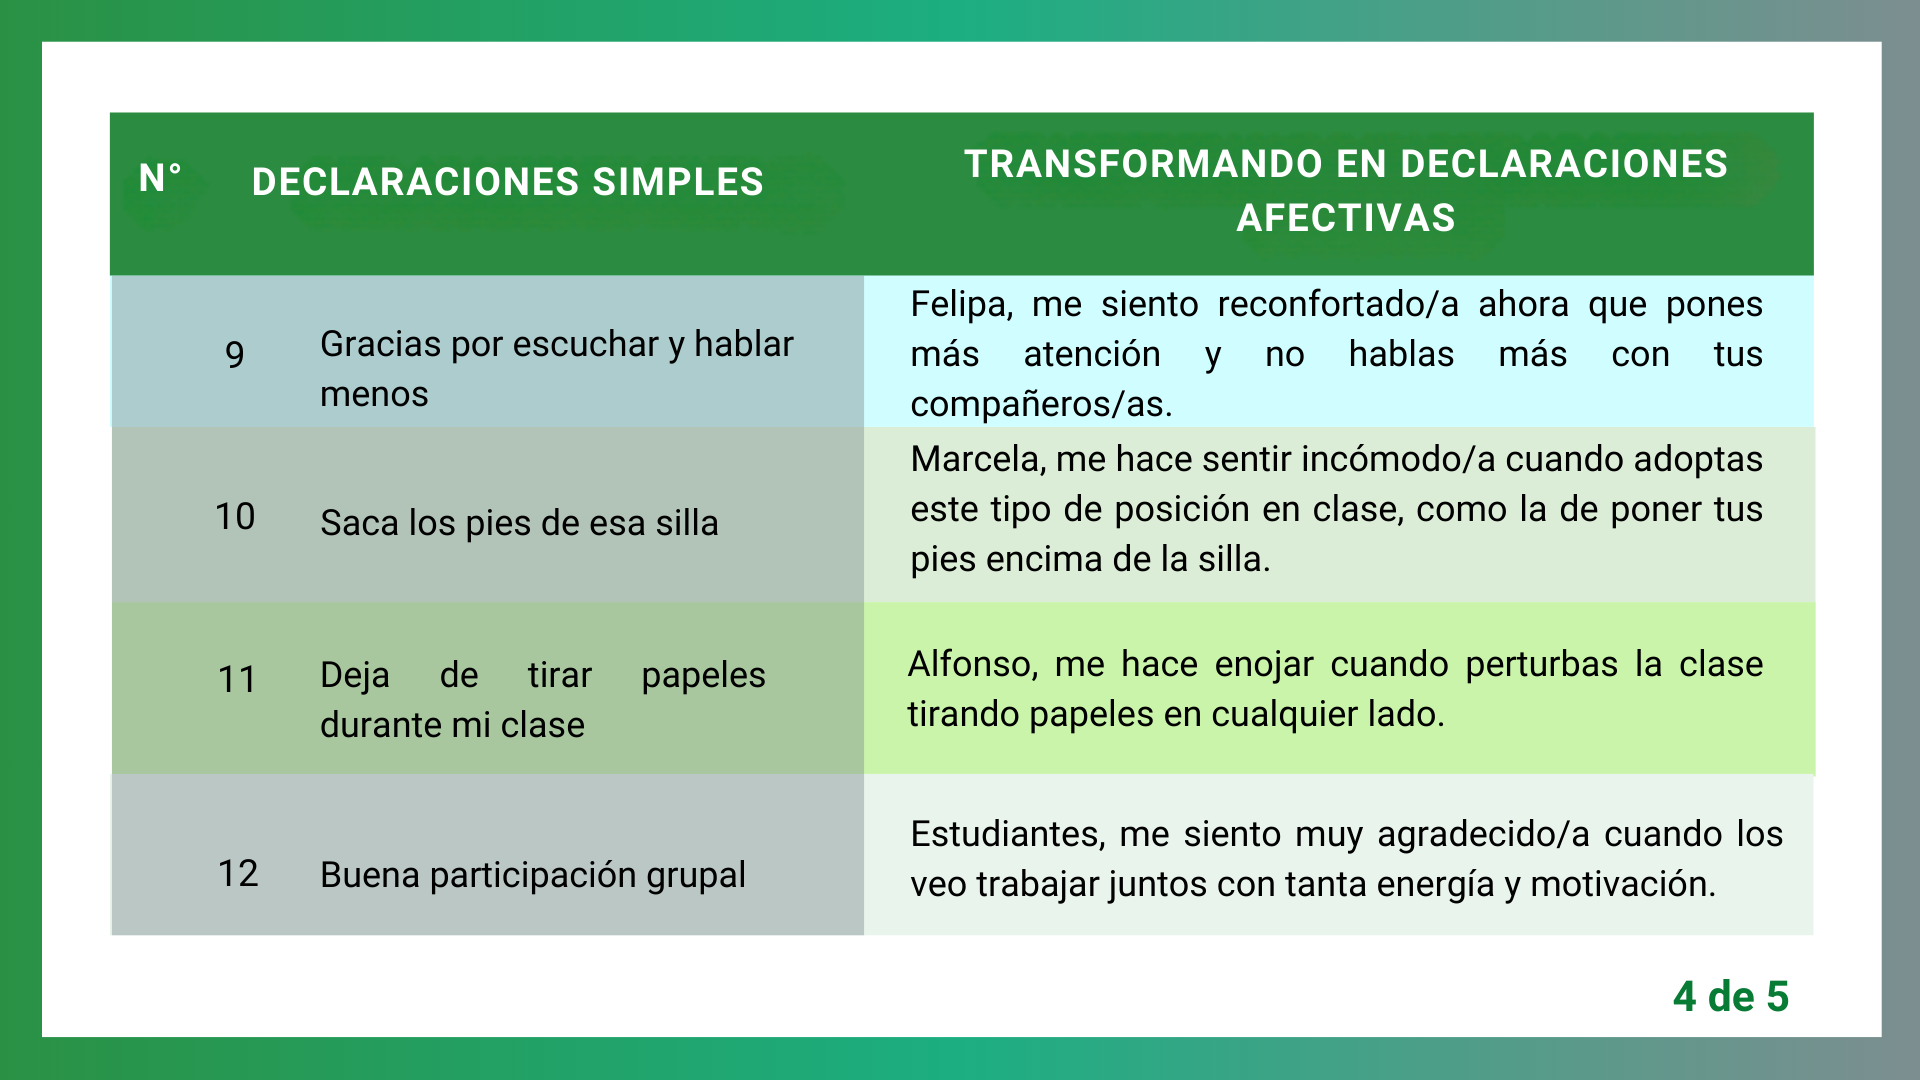 N°
DECLARACIONES SIMPLES
TRANSFORMANDO EN DECLARACIONES
AFECTIVAS
9
Gracias por escuchar y hablar
menos
Felipa, me siento reconfortado/a ahora que pones
más atención y no hablas más con tus
compañeros/as.
10
Saca los pies de esa silla
Marcela, me hace sentir incómodo/a cuando adoptas
este tipo de posición en clase, como la de poner tus
pies encima de la silla.
11
Deja de tirar papeles
durante mi clase
Alfonso, me hace enojar cuando perturbas la clase
tirando papeles en cualquier lado.
12
Buena participación grupal
Estudiantes, me siento muy agradecido/a cuando los
veo trabajar juntos con tanta energía y motivación.
4 de 5